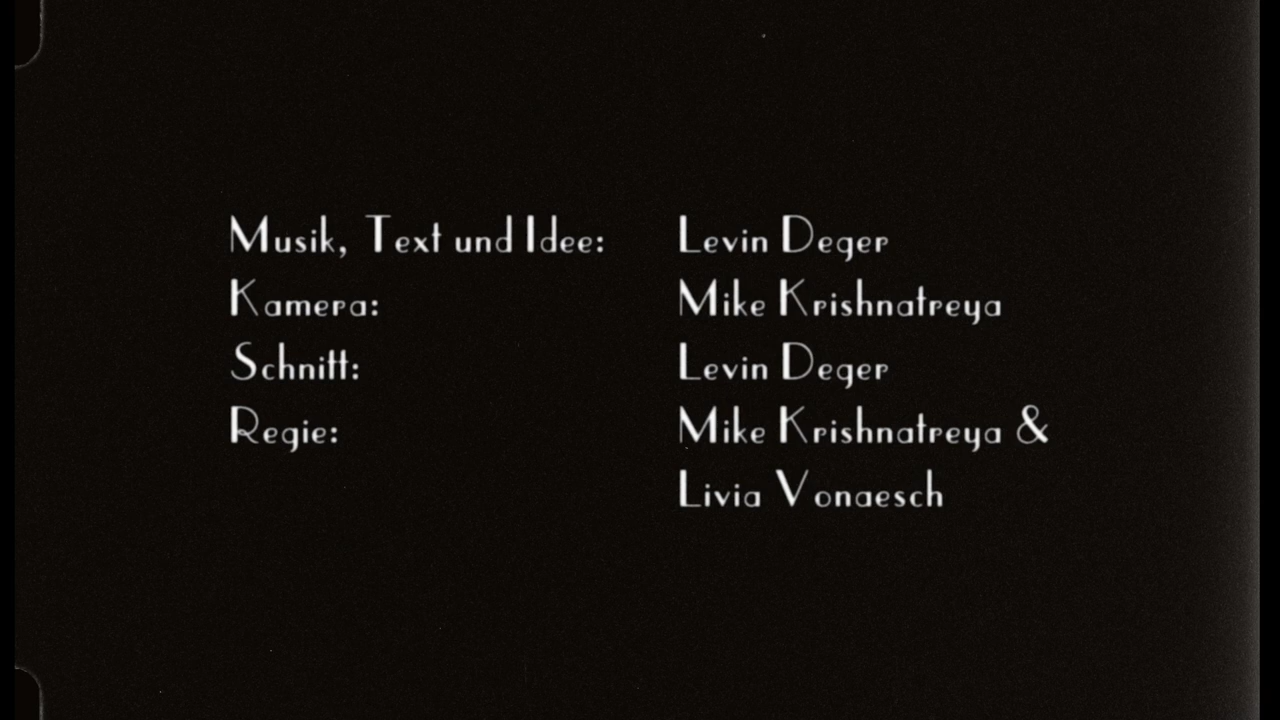 Musik, Text und Idee: Levin Deger
Kamera: Mike Krishnatreya
Schnitt: Levin Deger
Regie: Mike Krishnatreya &
Livia Vonaesch